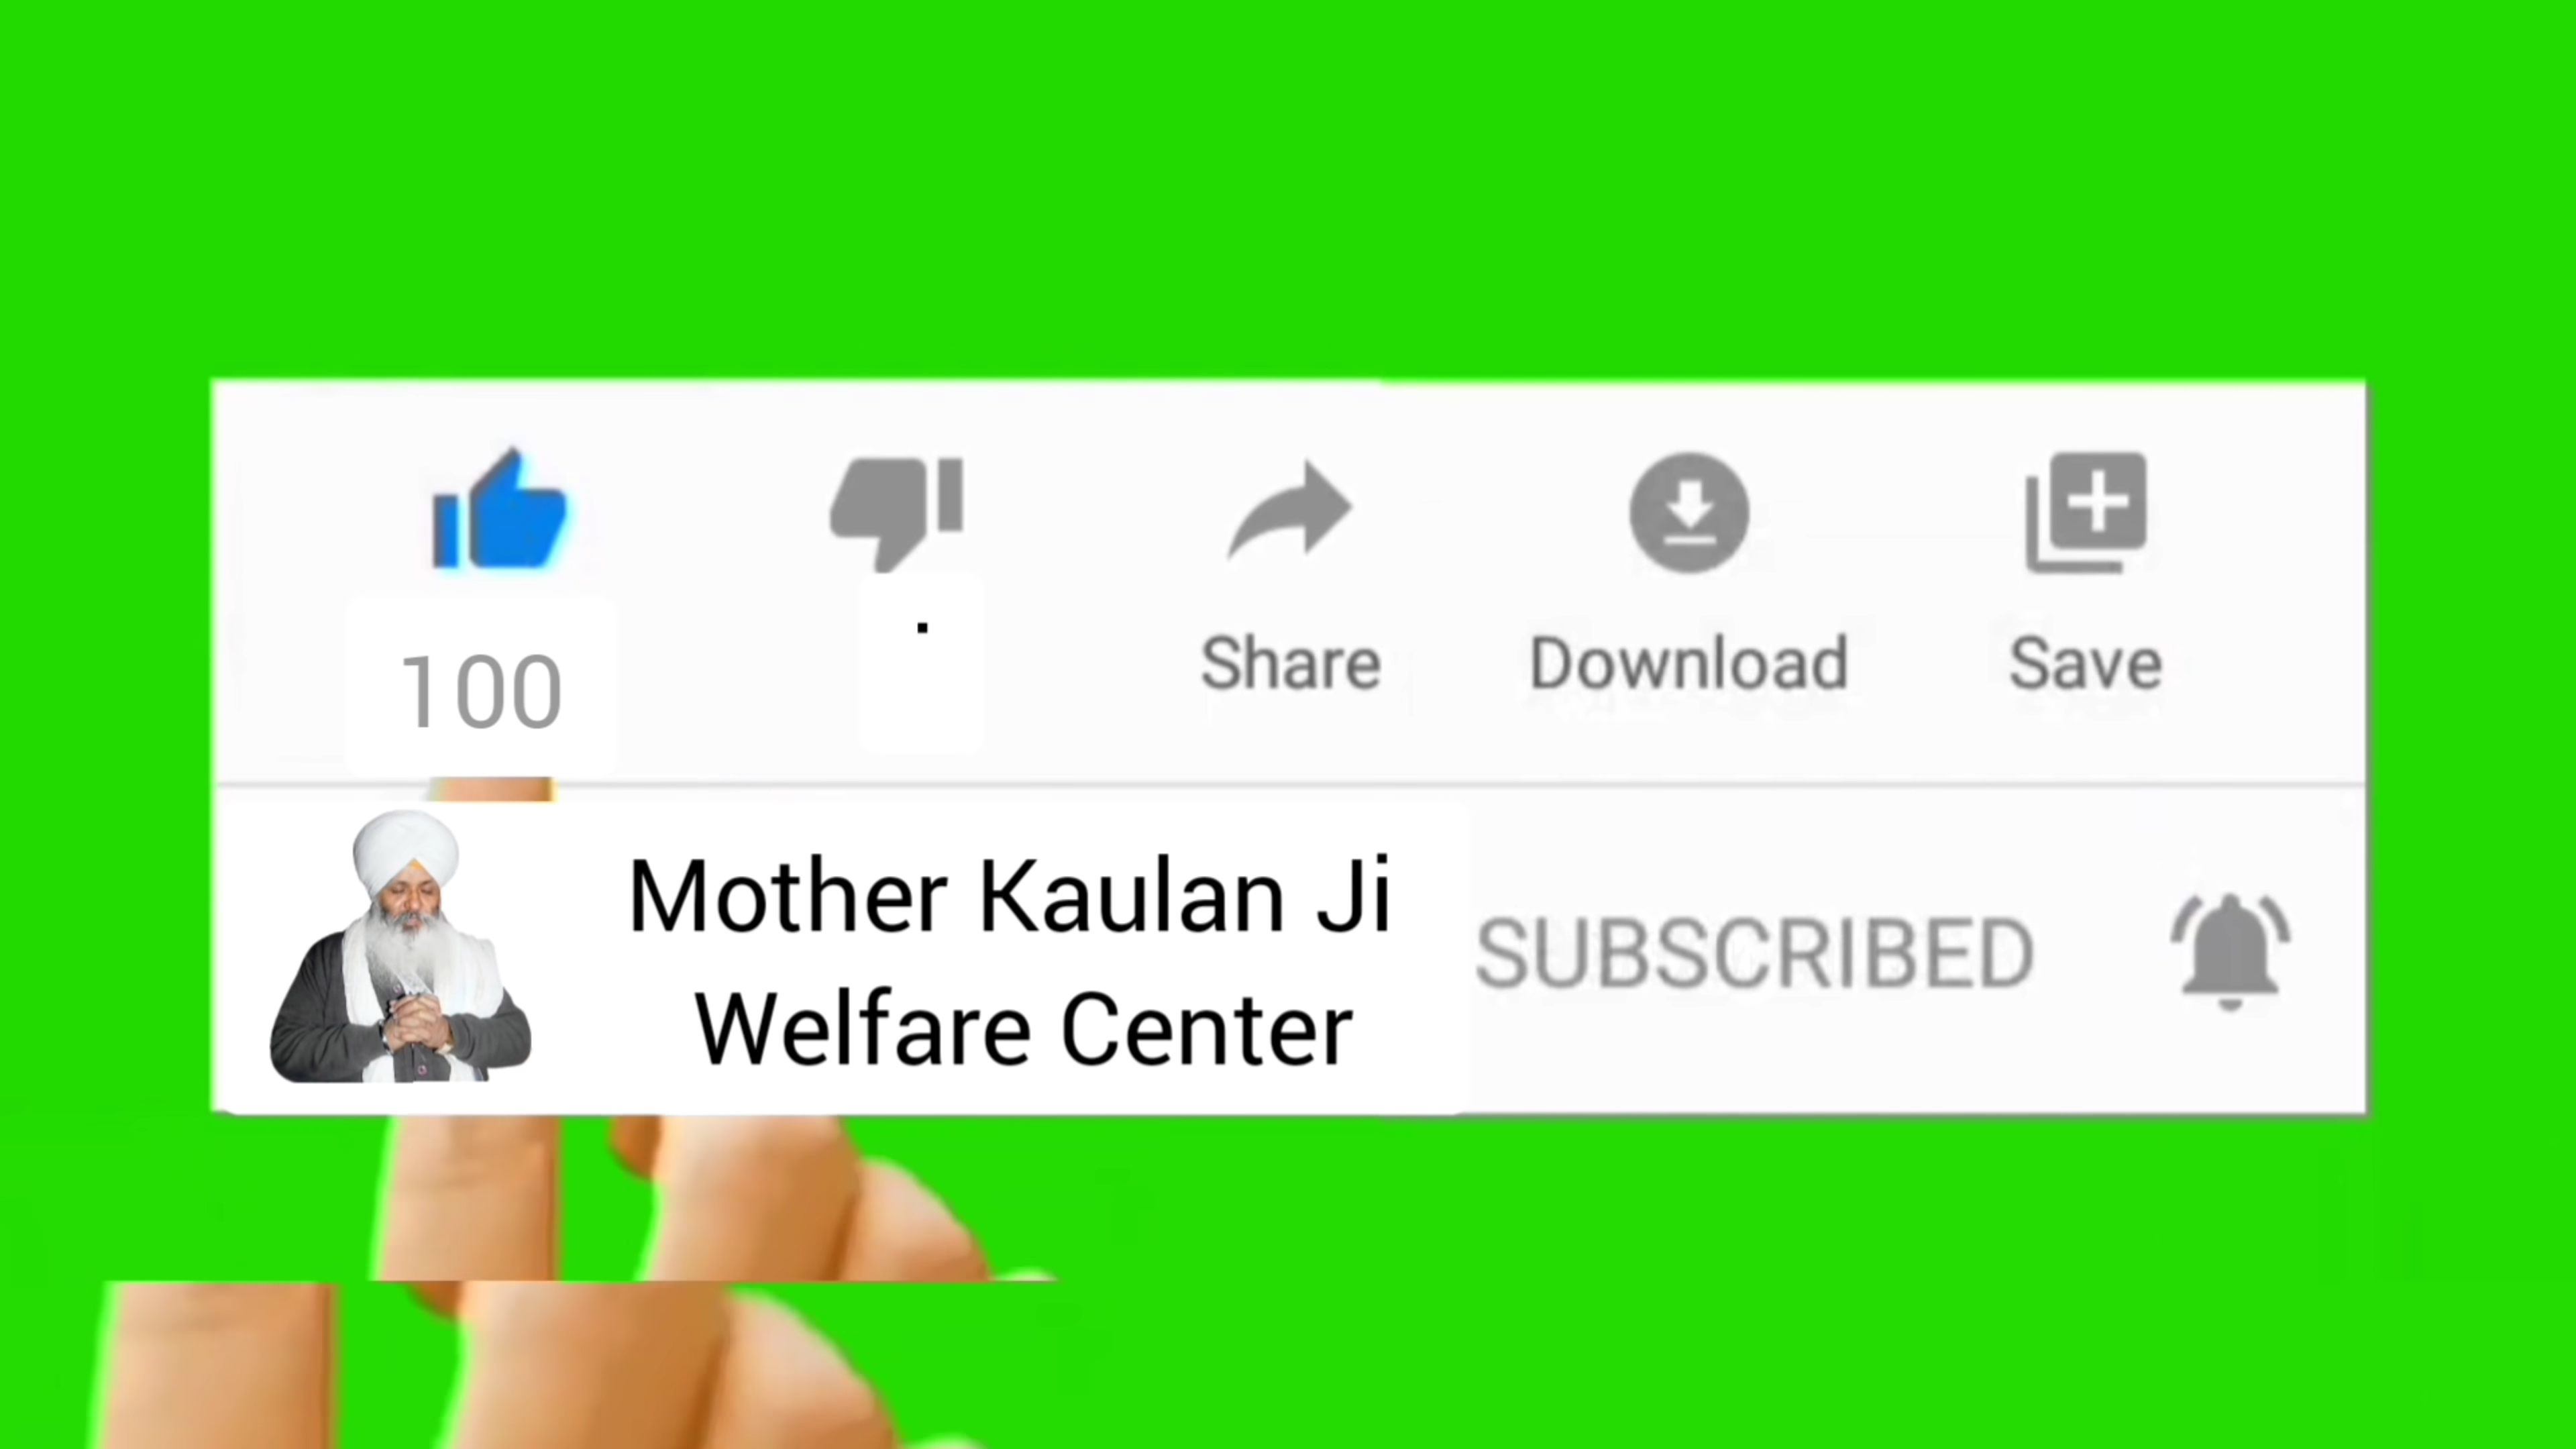 100
.
Share
Download
Save
Mother Kaulan Ji
Welfare Center
SUBSCRIBED